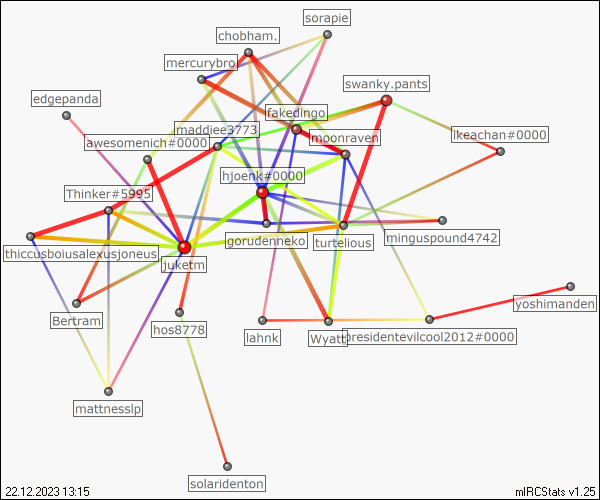 sorapie
chobham.
mercurybro
swanky.pants
edgepanda
fakedingo
maddiee3773
likeachan#0000
awesomenich#0000
moonraven
hjoenk#0000
Thinker#5995
gorudenneko
minguspound4742
turtelious
thiccusboiusalexusjoneus
juketm
yoshimanden
Bertram
hos8778
lahnk
Wyatt
presidentevilcool2012#0000
mattnesslp
solaridenton
22.12.2023 13:15
mIRCStats v1.25